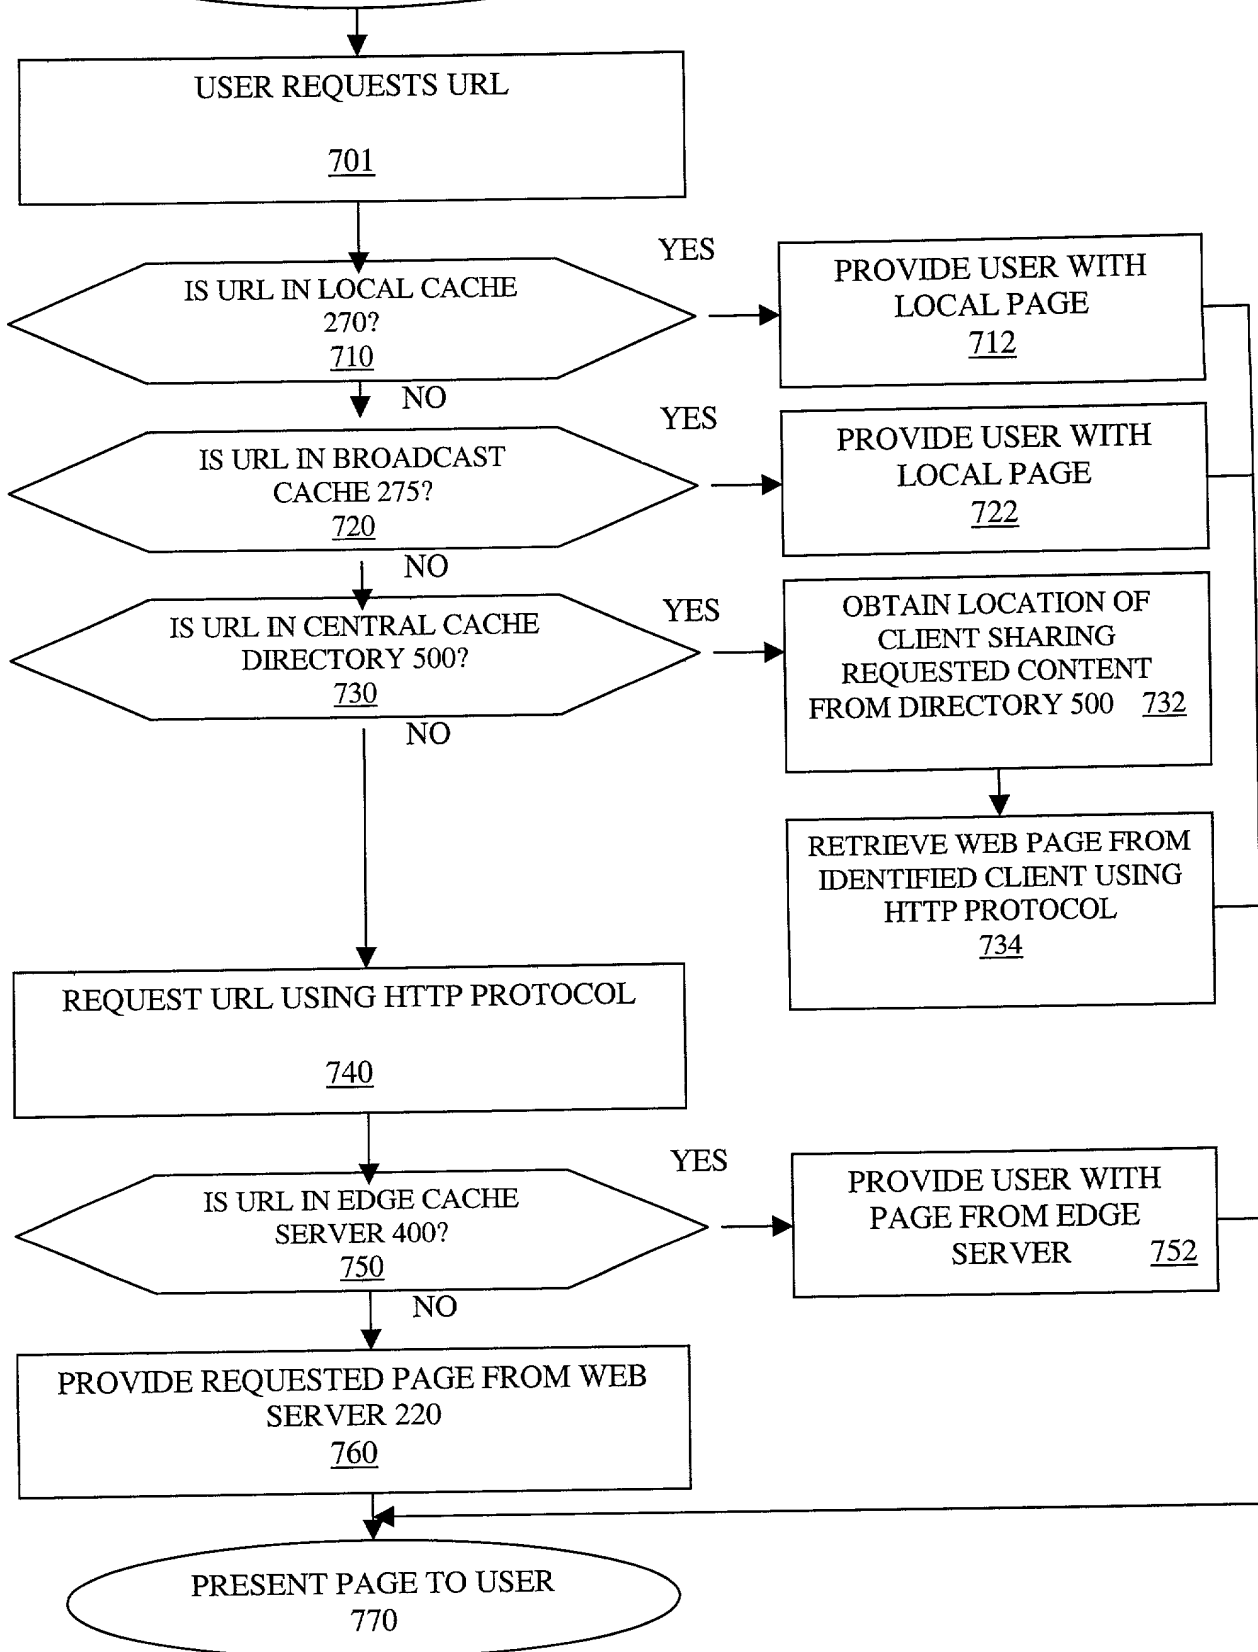 USER REQUESTS URL
701
YES
IS URL IN LOCAL CACHE
270?
710
PROVIDE USER WITH
LOCAL PAGE
712
NO
YES
IS URL IN BROADCAST
CACHE 275?
720
PROVIDE USER WITH
LOCAL PAGE
722
NO
YES
IS URL IN CENTRAL CACHE
DIRECTORY 500?
730
OBTAIN LOCATION OF
CLIENT SHARING
REQUESTED CONTENT
FROM DIRECTORY 500 732
NO
RETRIEVE WEB PAGE FROM
IDENTIFIED CLIENT USING
HTTP PROTOCOL
734
REQUEST URL USING HTTP PROTOCOL
740
YES
IS URL IN EDGE CACHE
SERVER 400?
750
PROVIDE USER WITH
PAGE FROM EDGE
SERVER 752
NO
PROVIDE REQUESTED PAGE FROM WEB
SERVER 220
760
PRESENT PAGE TO USER
770